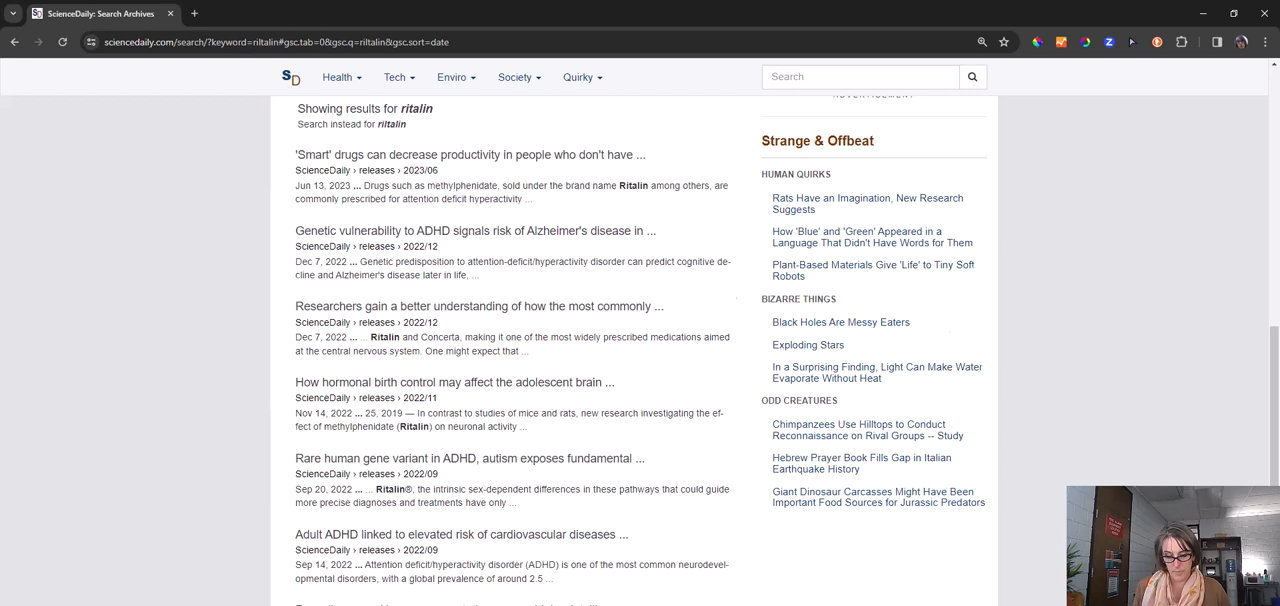 ScienceDaily: Search Archives
sciencedaily.com/search/?keyword=riltalin#gsc.tab=0&gsc.q=riltalin&gsc.sort=date
SD
Health
Tech
Enviro
Society
Quirky
Search
Showing results for ritalin
Search instead for riltalin
'Smart' drugs can decrease productivity in people who don't have ...
ScienceDaily › releases › 2023/06
Jun 13, 2023 ... Drugs such as methylphenidate, sold under the brand name Ritalin among others, are
commonly prescribed for attention deficit hyperactivity ...
Genetic vulnerability to ADHD signals risk of Alzheimer's disease in ...
ScienceDaily › releases › 2022/12
Dec 7, 2022 ... Genetic predisposition to attention-deficit/hyperactivity disorder can predict cognitive de-
cline and Alzheimer's disease later in life, ...
Researchers gain a better understanding of how the most commonly ...
ScienceDaily › releases › 2022/12
Dec 7, 2022 ... ... Ritalin and Concerta, making it one of the most widely prescribed medications aimed
at the central nervous system. One might expect that ...
How hormonal birth control may affect the adolescent brain ...
ScienceDaily › releases › 2022/11
Nov 14, 2022 ... 25, 2019 — In contrast to studies of mice and rats, new research investigating the ef-
fect of methylphenidate (Ritalin) on neuronal activity ...
Rare human gene variant in ADHD, autism exposes fundamental ...
ScienceDaily › releases › 2022/09
Sep 20, 2022 ... ... Ritalin®, the intrinsic sex-dependent differences in these pathways that could guide
more precise diagnoses and treatments have only ...
Adult ADHD linked to elevated risk of cardiovascular diseases ...
ScienceDaily › releases › 2022/09
Sep 14, 2022 ... Attention deficit/hyperactivity disorder (ADHD) is one of the most common neurodevel-
opmental disorders, with a global prevalence of around 2.5 ...
ADVERTISEMENT
Strange & Offbeat
HUMAN QUIRKS
Rats Have an Imagination, New Research
Suggests
How 'Blue' and 'Green' Appeared in a
Language That Didn't Have Words for Them
Plant-Based Materials Give 'Life' to Tiny Soft
Robots
BIZARRE THINGS
Black Holes Are Messy Eaters
Exploding Stars
In a Surprising Finding, Light Can Make Water
Evaporate Without Heat
ODD CREATURES
Chimpanzees Use Hilltops to Conduct
Reconnaissance on Rival Groups -- Study
Hebrew Prayer Book Fills Gap in Italian
Earthquake History
Giant Dinosaur Carcasses Might Have Been
Important Food Sources for Jurassic Predators